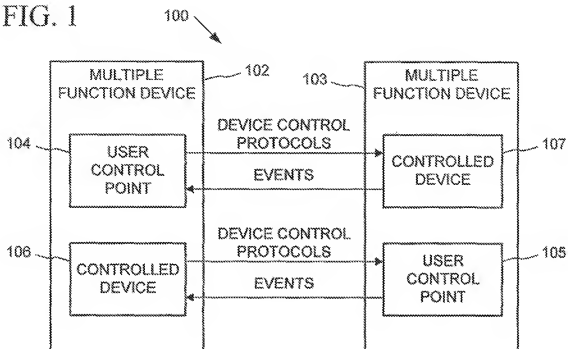 FIG. 1
100
102
103
MULTIPLE
FUNCTION DEVICE
MULTIPLE
FUNCTION DEVICE
104
USER
CONTROL
POINT
DEVICE CONTROL
PROTOCOLS
EVENTS
CONTROLLED
DEVICE
107
106
CONTROLLED
DEVICE
DEVICE CONTROL
PROTOCOLS
EVENTS
USER
CONTROL
POINT
105